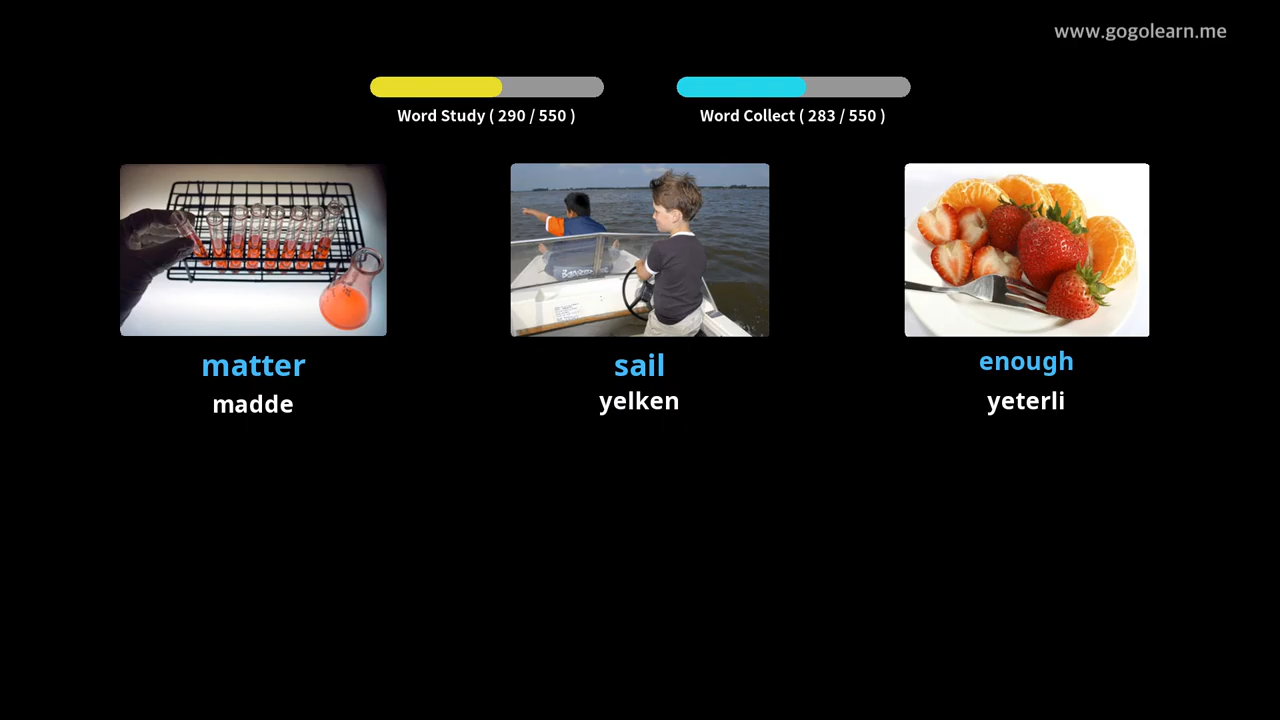 www.gogolearn.me
Word Study ( 290 / 550 )
Word Collect ( 283 / 550 )
matter
sail
enough
madde
yelken
yeterli